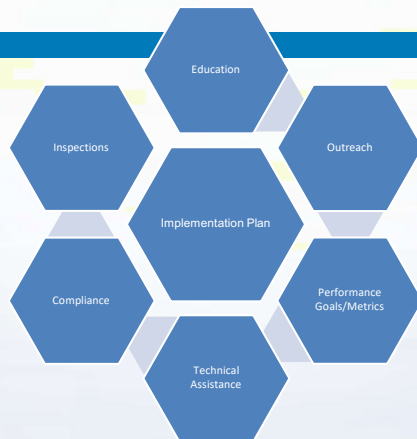 Education
Inspections
Outreach
Implementation Plan
Compliance
Performance
Goals/Metrics
Technical
Assistance